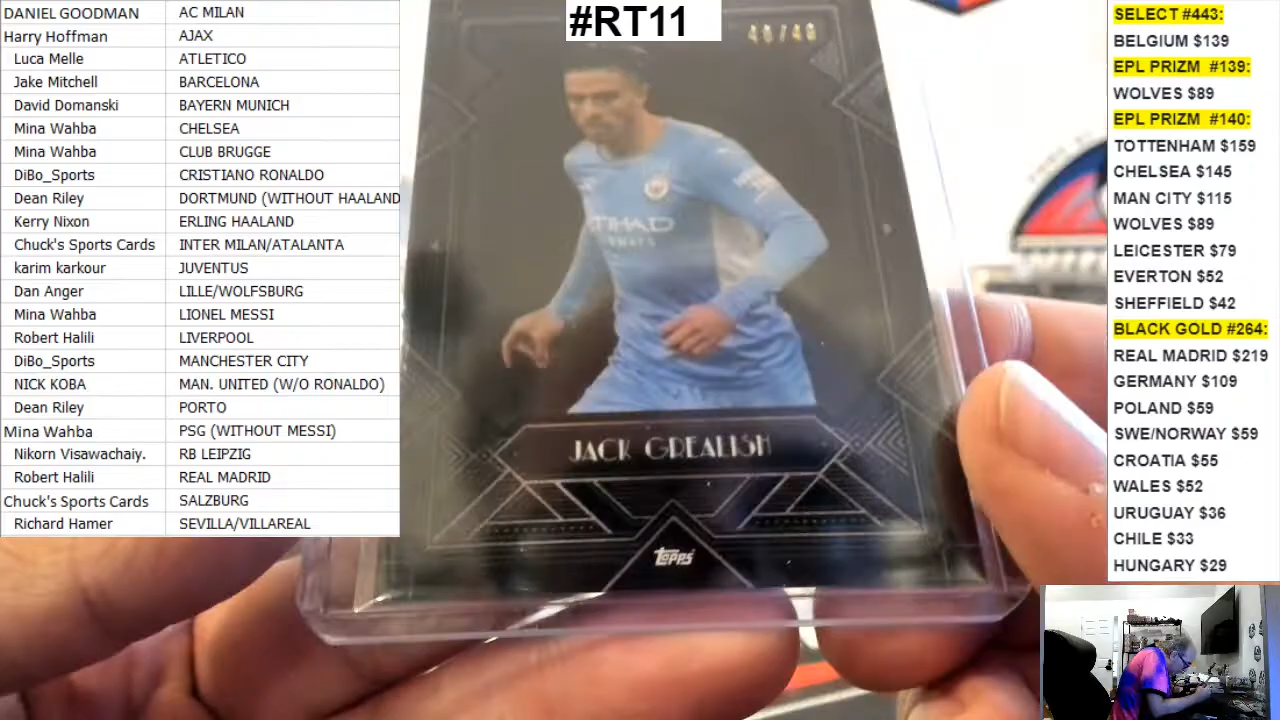 #RT11
DANIEL GOODMAN AC MILAN
Harry Hoffman AJAX
Luca Melle ATLETICO
Jake Mitchell BARCELONA
David Domanski BAYERN MUNICH
Mina Wahba CHELSEA
Mina Wahba CLUB BRUGGE
DiBo_Sports CRISTIANO RONALDO
Dean Riley DORTMUND (WITHOUT HAALAND
Kerry Nixon ERLING HAALAND
Chuck's Sports Cards INTER MILAN/ATALANTA
karim karkour JUVENTUS
Dan Anger LILLE/WOLFSBURG
Mina Wahba LIONEL MESSI
Robert Halili LIVERPOOL
DiBo_Sports MANCHESTER CITY
NICK KOBA MAN. UNITED (W/O RONALDO)
Dean Riley PORTO
Mina Wahba PSG (WITHOUT MESSI)
Nikorn Visawachaiy. RB LEIPZIG
Robert Halili REAL MADRID
Chuck's Sports Cards SALZBURG
Richard Hamer SEVILLA/VILLAREAL
ETIHAD
AIRWAYS
JACK GREALISH
TOPPS
SELECT #443:
BELGIUM $139
EPL PRIZM #139:
WOLVES $89
EPL PRIZM #140:
TOTTENHAM $159
CHELSEA $145
MAN CITY $115
WOLVES $89
LEICESTER $79
EVERTON $52
SHEFFIELD $42
BLACK GOLD #264:
REAL MADRID $219
GERMANY $109
POLAND $59
SWE/NORWAY $59
CROATIA $55
WALES $52
URUGUAY $36
CHILE $33
HUNGARY $29